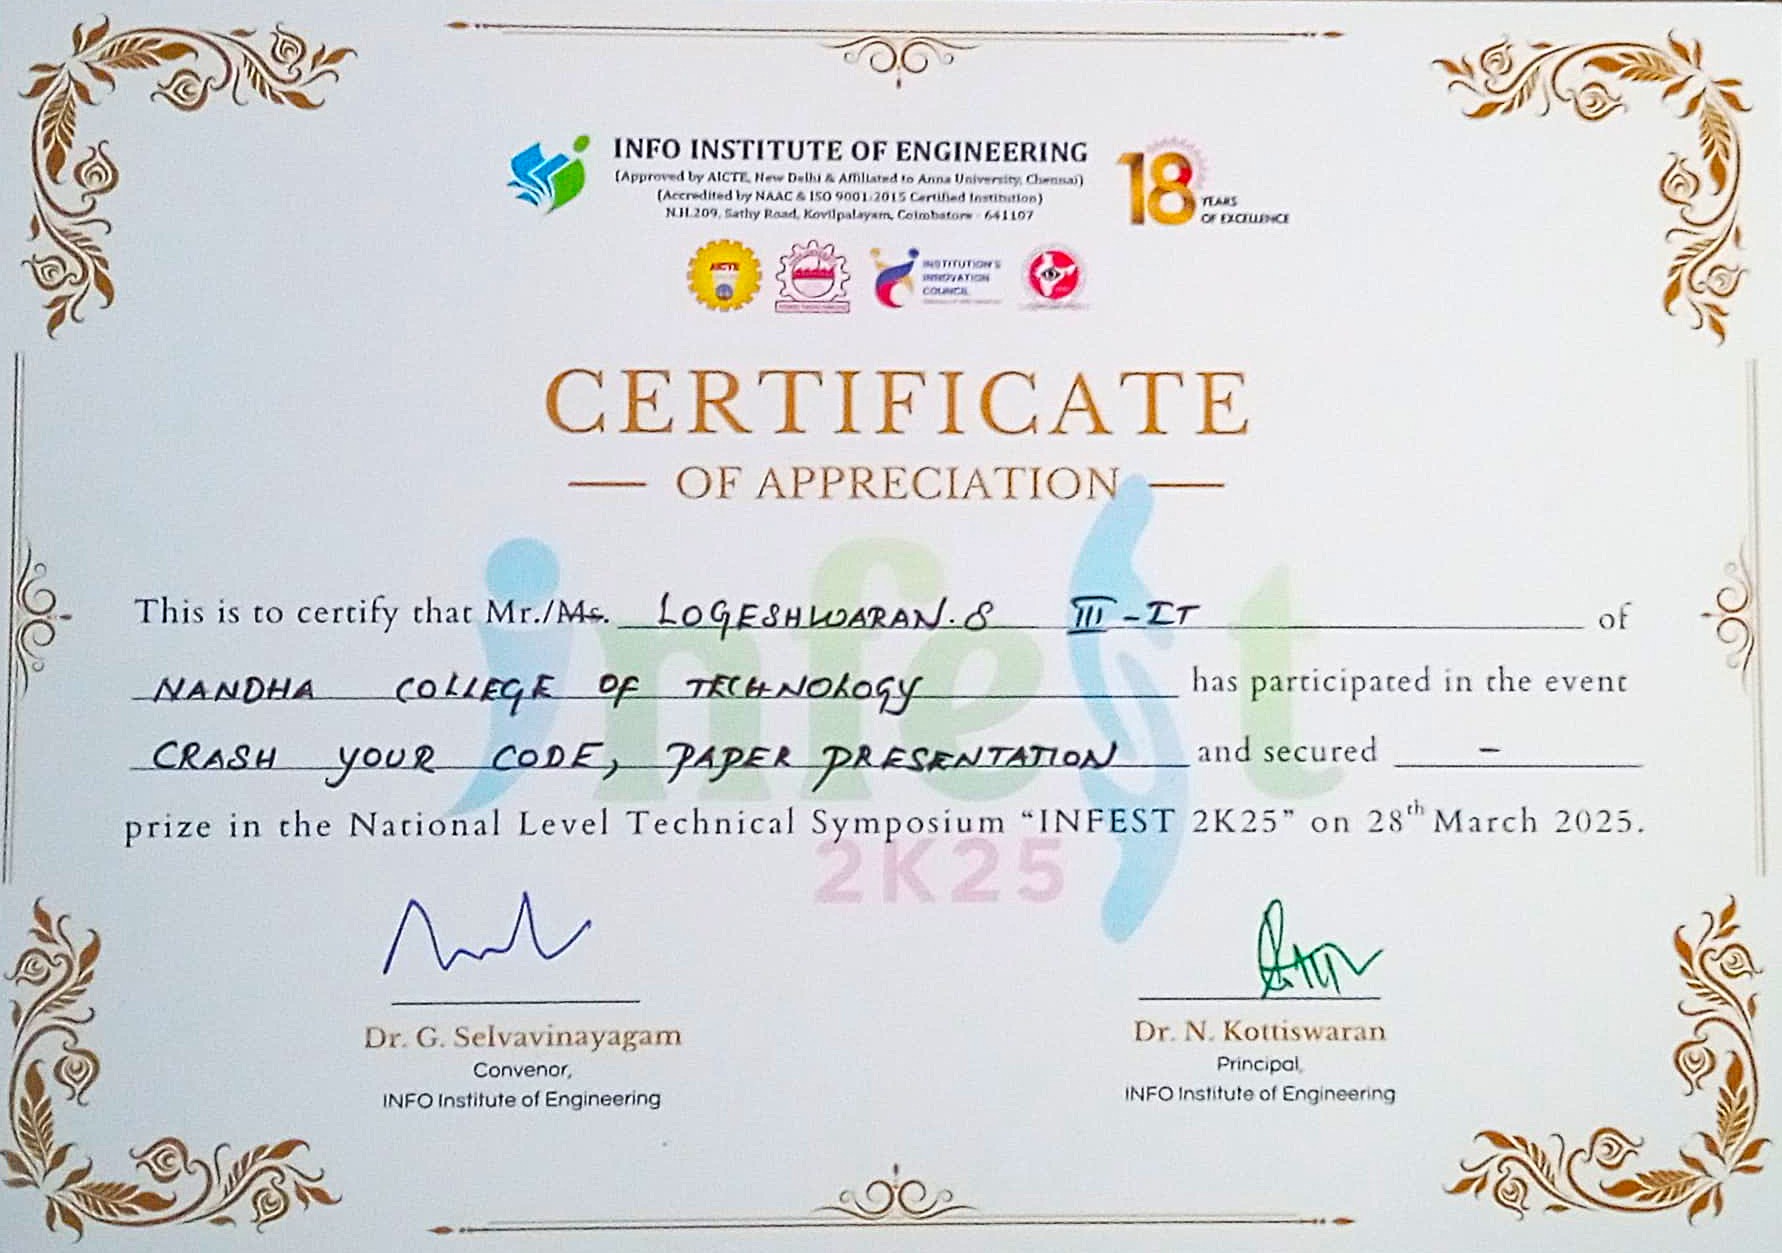 INFO INSTITUTE OF ENGINEERING
(Approved by AICTE, New Delhi & Affiliated to Anna University, Chennai)
(Accredited by NAAC & ISO 9001:2015 Certified Institution)
N.H.209, Sathy Road, Kovilpalayam, Coimbatore - 641107
18 YEARS
OF EXCELLENCE
AICTE
INSTITUTION'S
INNOVATION
COUNCIL
CERTIFICATE
OF APPRECIATION
This is to certify that Mr./Ms. LOGESHWARAN.S III-IT of
NANDHA COLLEGE OF TECHNOLOGY has participated in the event
CRASH YOUR CODE, PAPER PRESENTATION and secured -
prize in the National Level Technical Symposium “INFEST 2K25” on 28th March 2025.
infest
2K25
Dr. G. Selvavinayagam
Convenor,
INFO Institute of Engineering
Dr. N. Kottiswaran
Principal,
INFO Institute of Engineering